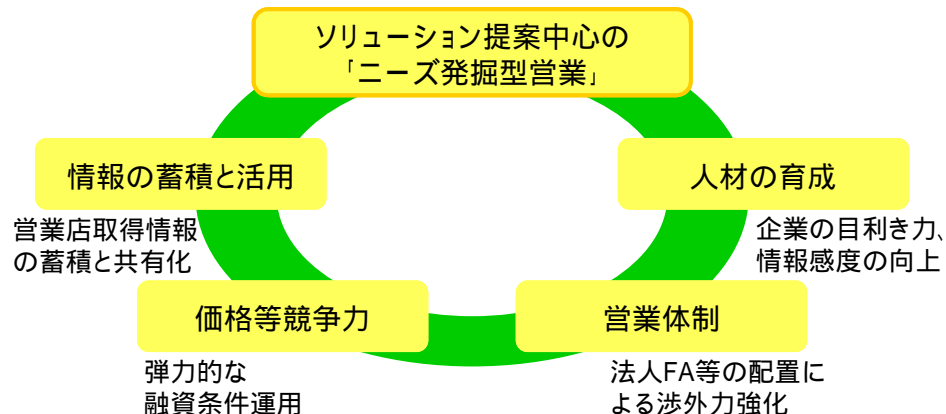 ソリューション提案中心の
「ニーズ発掘型営業」
情報の蓄積と活用
営業店取得情報
の蓄積と共有化
人材の育成
企業の目利き力、
情報感度の向上
価格等競争力
弾力的な
融資条件運用
営業体制
法人FA等の配置に
よる渉外力強化